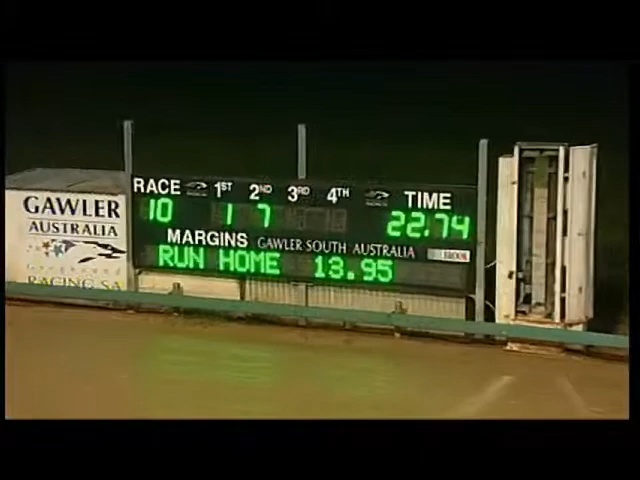 RACE 1ST 2ND 3RD 4TH TIME
10 1 7 22.74
MARGINS GAWLER SOUTH AUSTRALIA
RUN HOME 13.95
GAWLER
AUSTRALIA
Greyhound
RACING SA